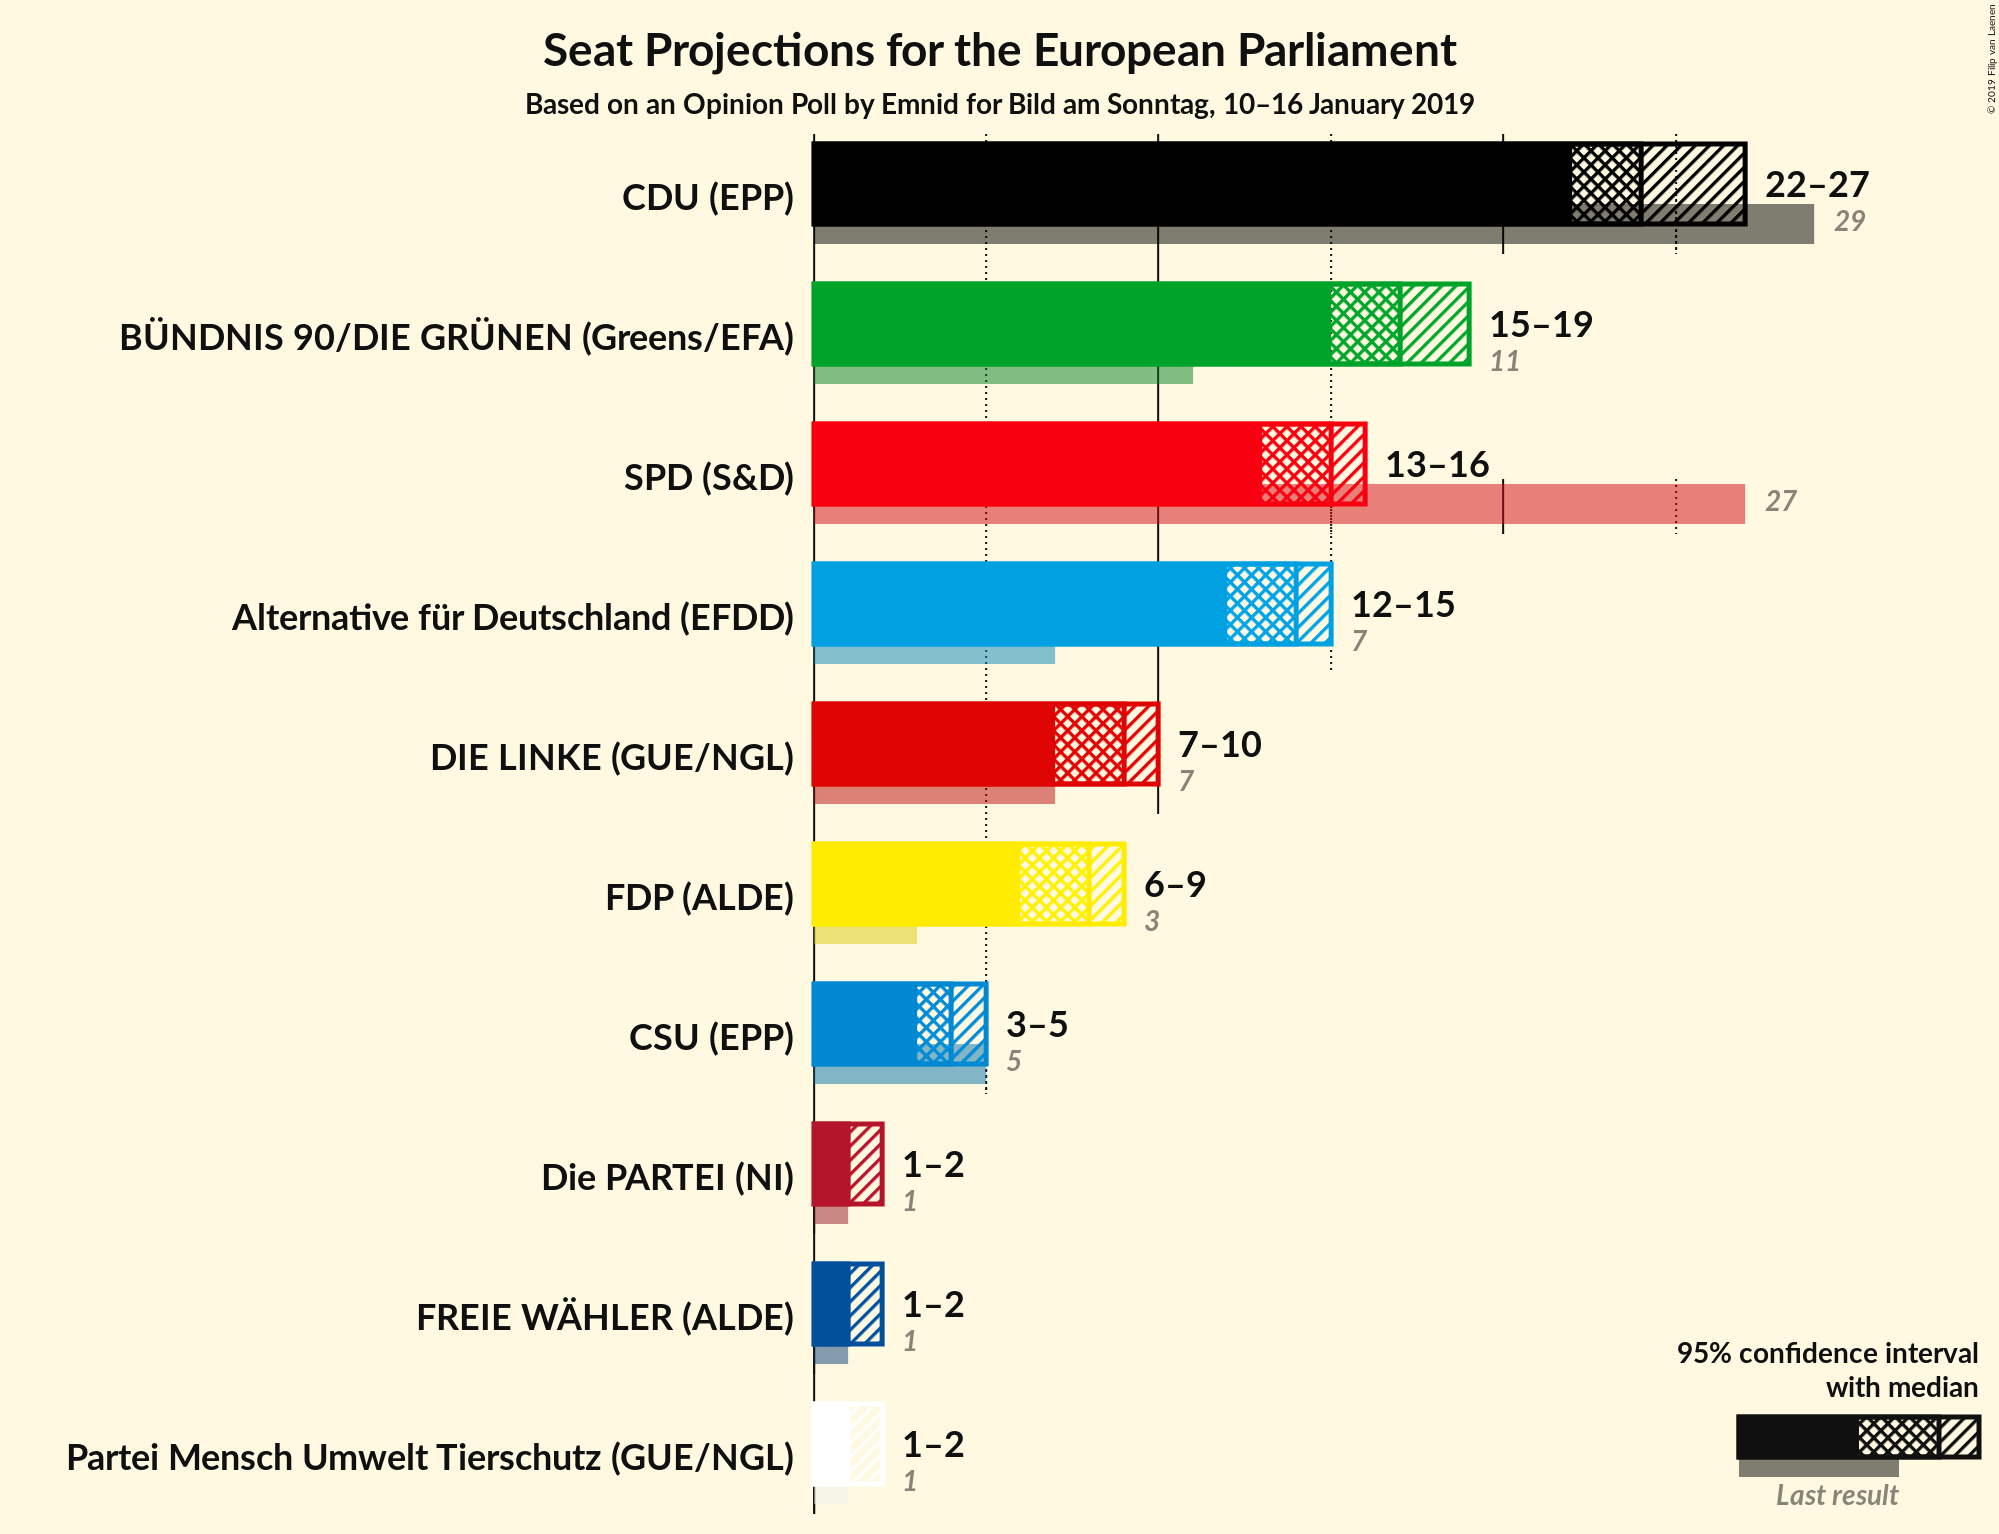 Seat Projections for the European Parliament
Based on an Opinion Poll by Emnid for Bild am Sonntag, 10–16 January 2019
© 2019 Filip van Laenen
CDU (EPP)
22–27
29
BÜNDNIS 90/DIE GRÜNEN (Greens/EFA)
15–19
11
SPD (S&D)
13–16
27
Alternative für Deutschland (EFDD)
12–15
7
DIE LINKE (GUE/NGL)
7–10
7
FDP (ALDE)
6–9
3
CSU (EPP)
3–5
5
Die PARTEI (NI)
1–2
1
FREIE WÄHLER (ALDE)
1–2
1
Partei Mensch Umwelt Tierschutz (GUE/NGL)
1–2
1
95% confidence interval
with median
Last result